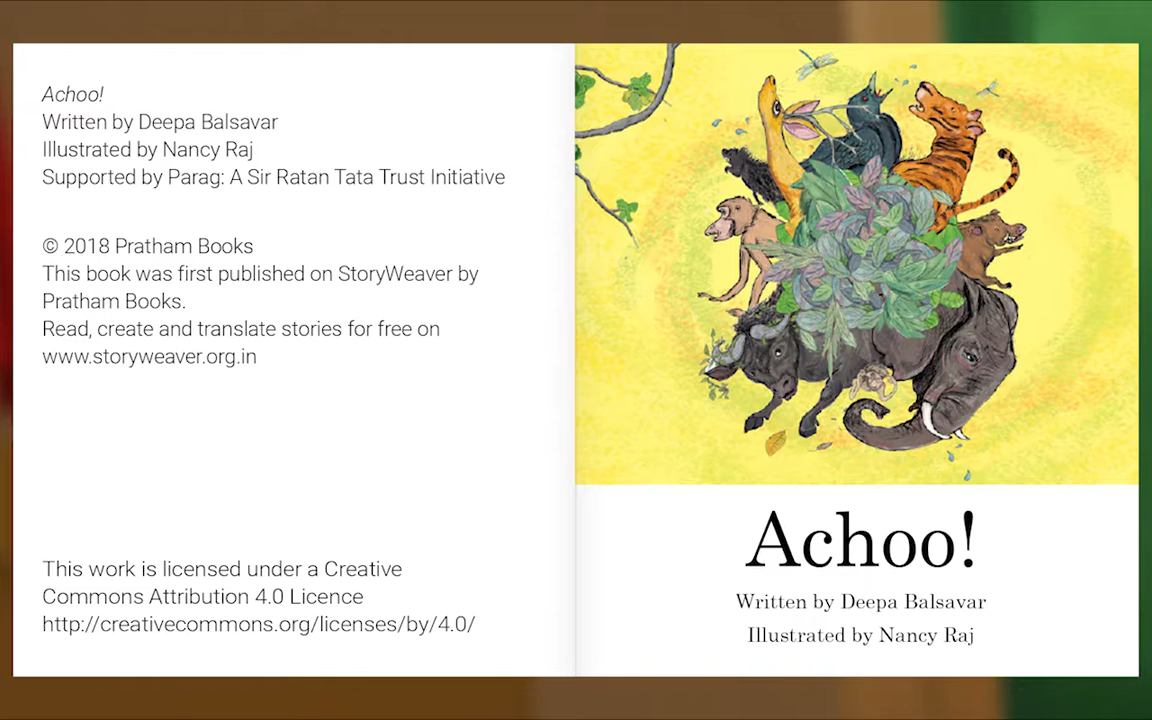 Achoo!
Written by Deepa Balsavar
Illustrated by Nancy Raj
Supported by Parag: A Sir Ratan Tata Trust Initiative
© 2018 Pratham Books
This book was first published on StoryWeaver by
Pratham Books.
Read, create and translate stories for free on
www.storyweaver.org.in
This work is licensed under a Creative
Commons Attribution 4.0 Licence
http://creativecommons.org/licenses/by/4.0/
Achoo!
Written by Deepa Balsavar
Illustrated by Nancy Raj